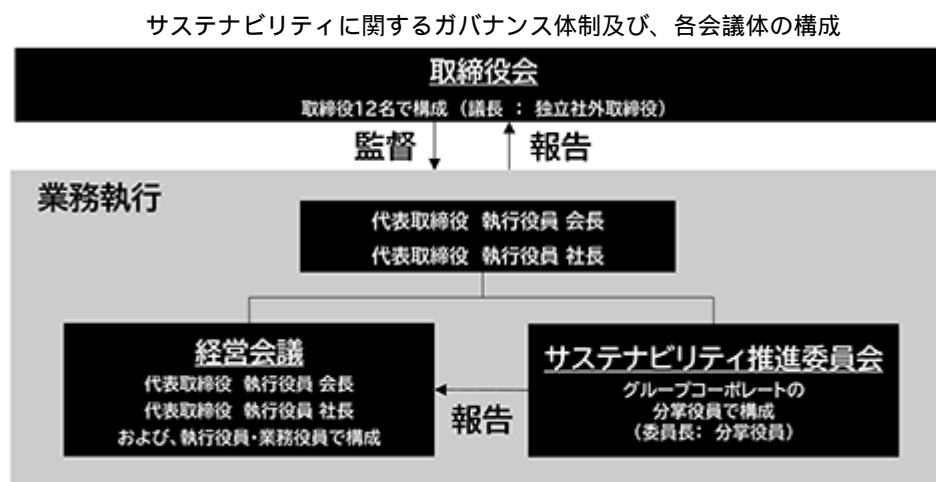 サステナビリティに関するガバナンス体制及び、各会議体の構成
取締役会
取締役12名で構成（議長 ： 独立社外取締役）
監督
報告
業務執行
代表取締役 執行役員 会長
代表取締役 執行役員 社長
経営会議
代表取締役 執行役員 会長
代表取締役 執行役員 社長
および、執行役員・業務役員で構成
報告
サステナビリティ推進委員会
グループコーポレートの
分掌役員で構成
（委員長： 分掌役員）